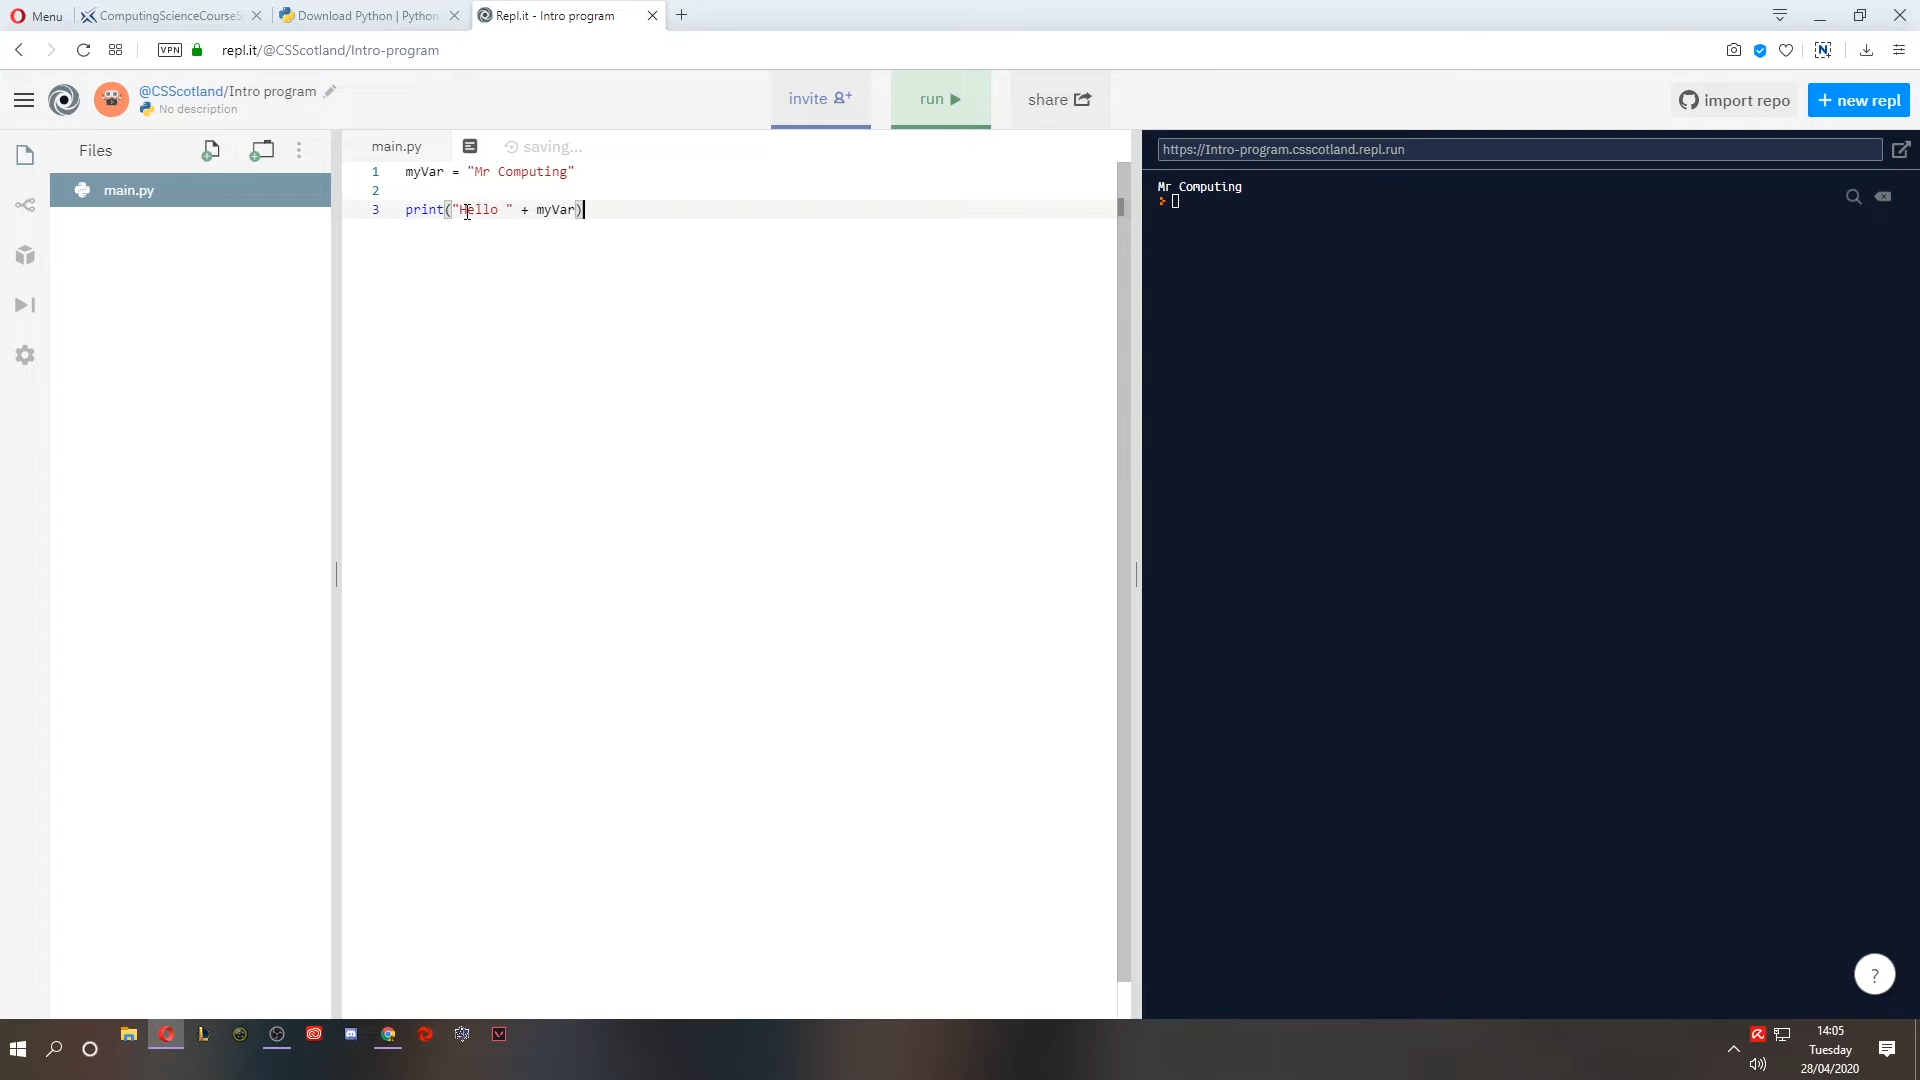 Menu
ComputingScienceCourseS
Download Python | Python.
Repl.it - Intro program
VPN
repl.it/@CSScotland/Intro-program
@CSScotland/Intro program
No description
invite
run
share
import repo
+ new repl
Files
main.py
saving...
https://Intro-program.csscotland.repl.run
main.py
1 myVar = "Mr Computing"
2
3 print("Hello " + myVar)
Mr Computing
?
14:05
Tuesday
28/04/2020